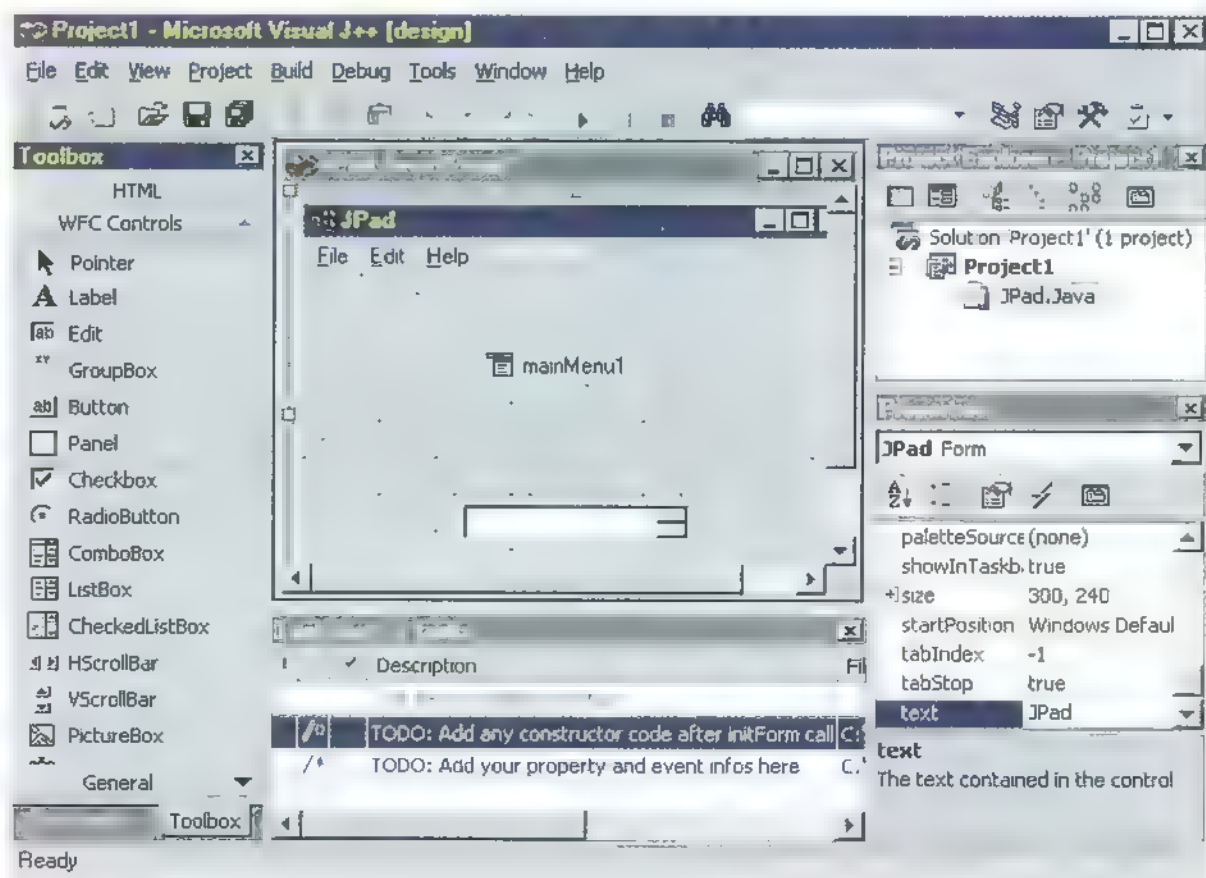 Project1 - Microsoft Visual J++ [design]
File Edit View Project Build Debug Tools Window Help
Toolbox
HTML
WFC Controls
Pointer
Label
Edit
GroupBox
Button
Panel
Checkbox
RadioButton
ComboBox
ListBox
CheckedListBox
HScrollBar
VScrollBar
PictureBox
General
Toolbox
JPad
File Edit Help
mainMenu1
Description Fil
TODO: Add any constructor code after initForm call C:
TODO: Add your property and event infos here C:
Solution 'Project1' (1 project)
Project1
JPad.Java
JPad Form
paletteSource (none)
showInTaskb. true
size 300, 240
startPosition Windows Defaul
tabIndex -1
tabStop true
text JPad
text
The text contained in the control
Ready